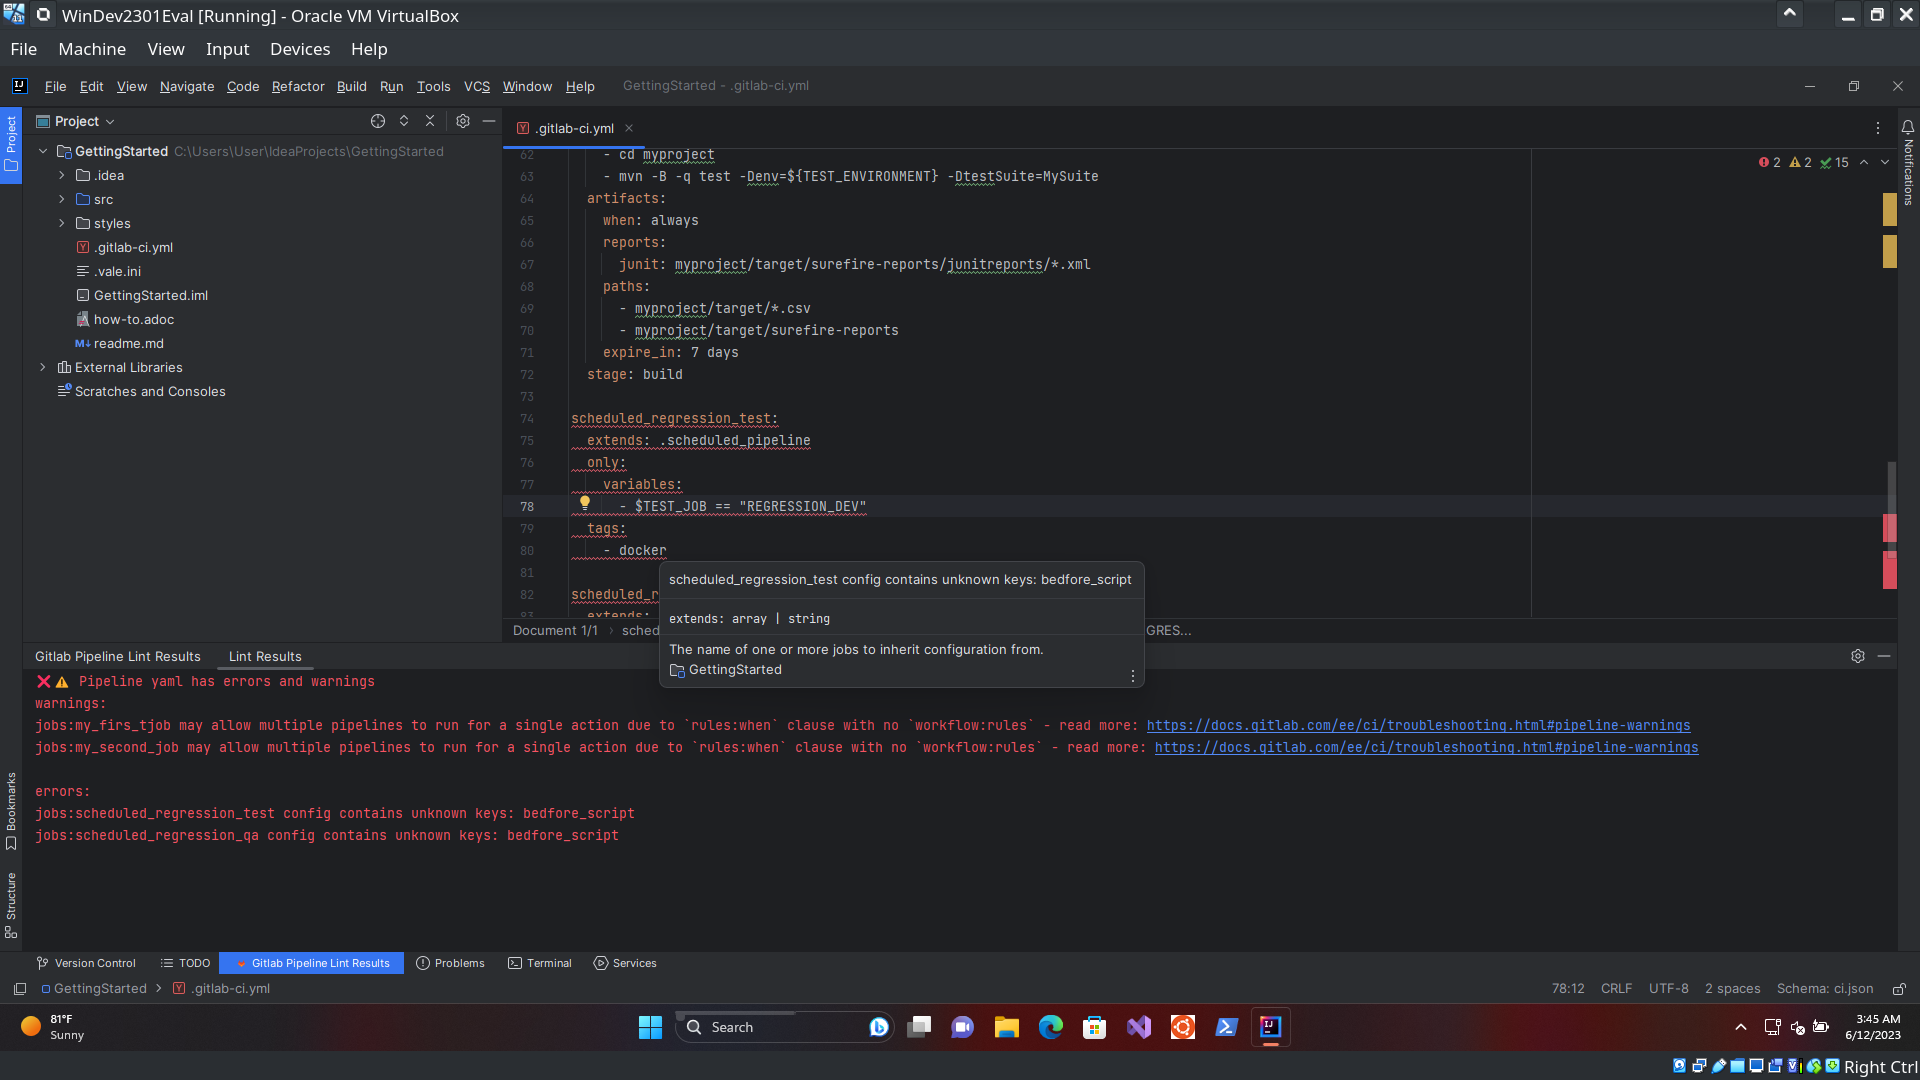 WinDev2301Eval [Running] - Oracle VM VirtualBox
File Machine View Input Devices Help
File Edit View Navigate Code Refactor Build Run Tools VCS Window Help GettingStarted - .gitlab-ci.yml
Project
Project
GettingStarted C:\Users\User\IdeaProjects\GettingStarted
.idea
src
styles
.gitlab-ci.yml
.vale.ini
GettingStarted.iml
how-to.adoc
readme.md
External Libraries
Scratches and Consoles
.gitlab-ci.yml
2 2 15
Notifications
62 - cd myproject
63 - mvn -B -q test -Denv=${TEST_ENVIRONMENT} -DtestSuite=MySuite
64 artifacts:
65 when: always
66 reports:
67 junit: myproject/target/surefire-reports/junitreports/*.xml
68 paths:
69 - myproject/target/*.csv
70 - myproject/target/surefire-reports
71 expire_in: 7 days
72 stage: build
73
74 scheduled_regression_test:
75 extends: .scheduled_pipeline
76 only:
77 variables:
78 - $TEST_JOB == "REGRESSION_DEV"
79 tags:
80 - docker
81
82 scheduled_r
83 extends:
scheduled_regression_test config contains unknown keys: bedfore_script
extends: array | string
The name of one or more jobs to inherit configuration from.
GettingStarted
Document 1/1 › sched GRES...
Gitlab Pipeline Lint Results Lint Results
Pipeline yaml has errors and warnings
warnings:
jobs:my_firs_tjob may allow multiple pipelines to run for a single action due to `rules:when` clause with no `workflow:rules` - read more: https://docs.gitlab.com/ee/ci/troubleshooting.html#pipeline-warnings
jobs:my_second_job may allow multiple pipelines to run for a single action due to `rules:when` clause with no `workflow:rules` - read more: https://docs.gitlab.com/ee/ci/troubleshooting.html#pipeline-warnings
errors:
jobs:scheduled_regression_test config contains unknown keys: bedfore_script
jobs:scheduled_regression_qa config contains unknown keys: bedfore_script
Bookmarks
Structure
Version Control TODO Gitlab Pipeline Lint Results Problems Terminal Services
GettingStarted › .gitlab-ci.yml
78:12 CRLF UTF-8 2 spaces Schema: ci.json
81°F
Sunny
Search
3:45 AM
6/12/2023
Right Ctrl